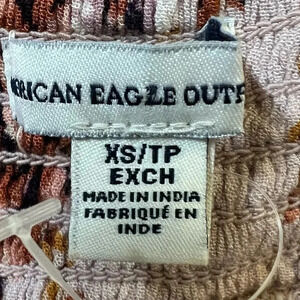 ERICAN EAGLE OUTF
XS/TP
EXCH
MADE IN INDIA
FABRIQUÉ EN
INDE